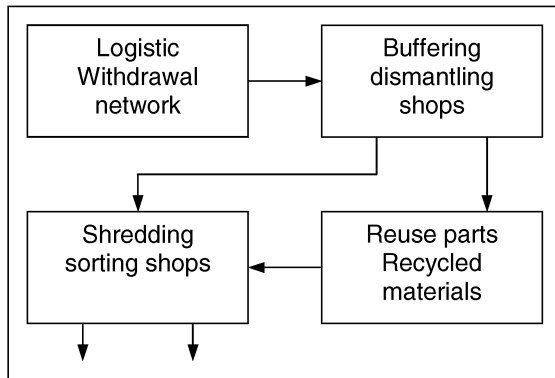 Logistic
Withdrawal
network
Buffering
dismantling
shops
Shredding
sorting shops
Reuse parts
Recycled
materials